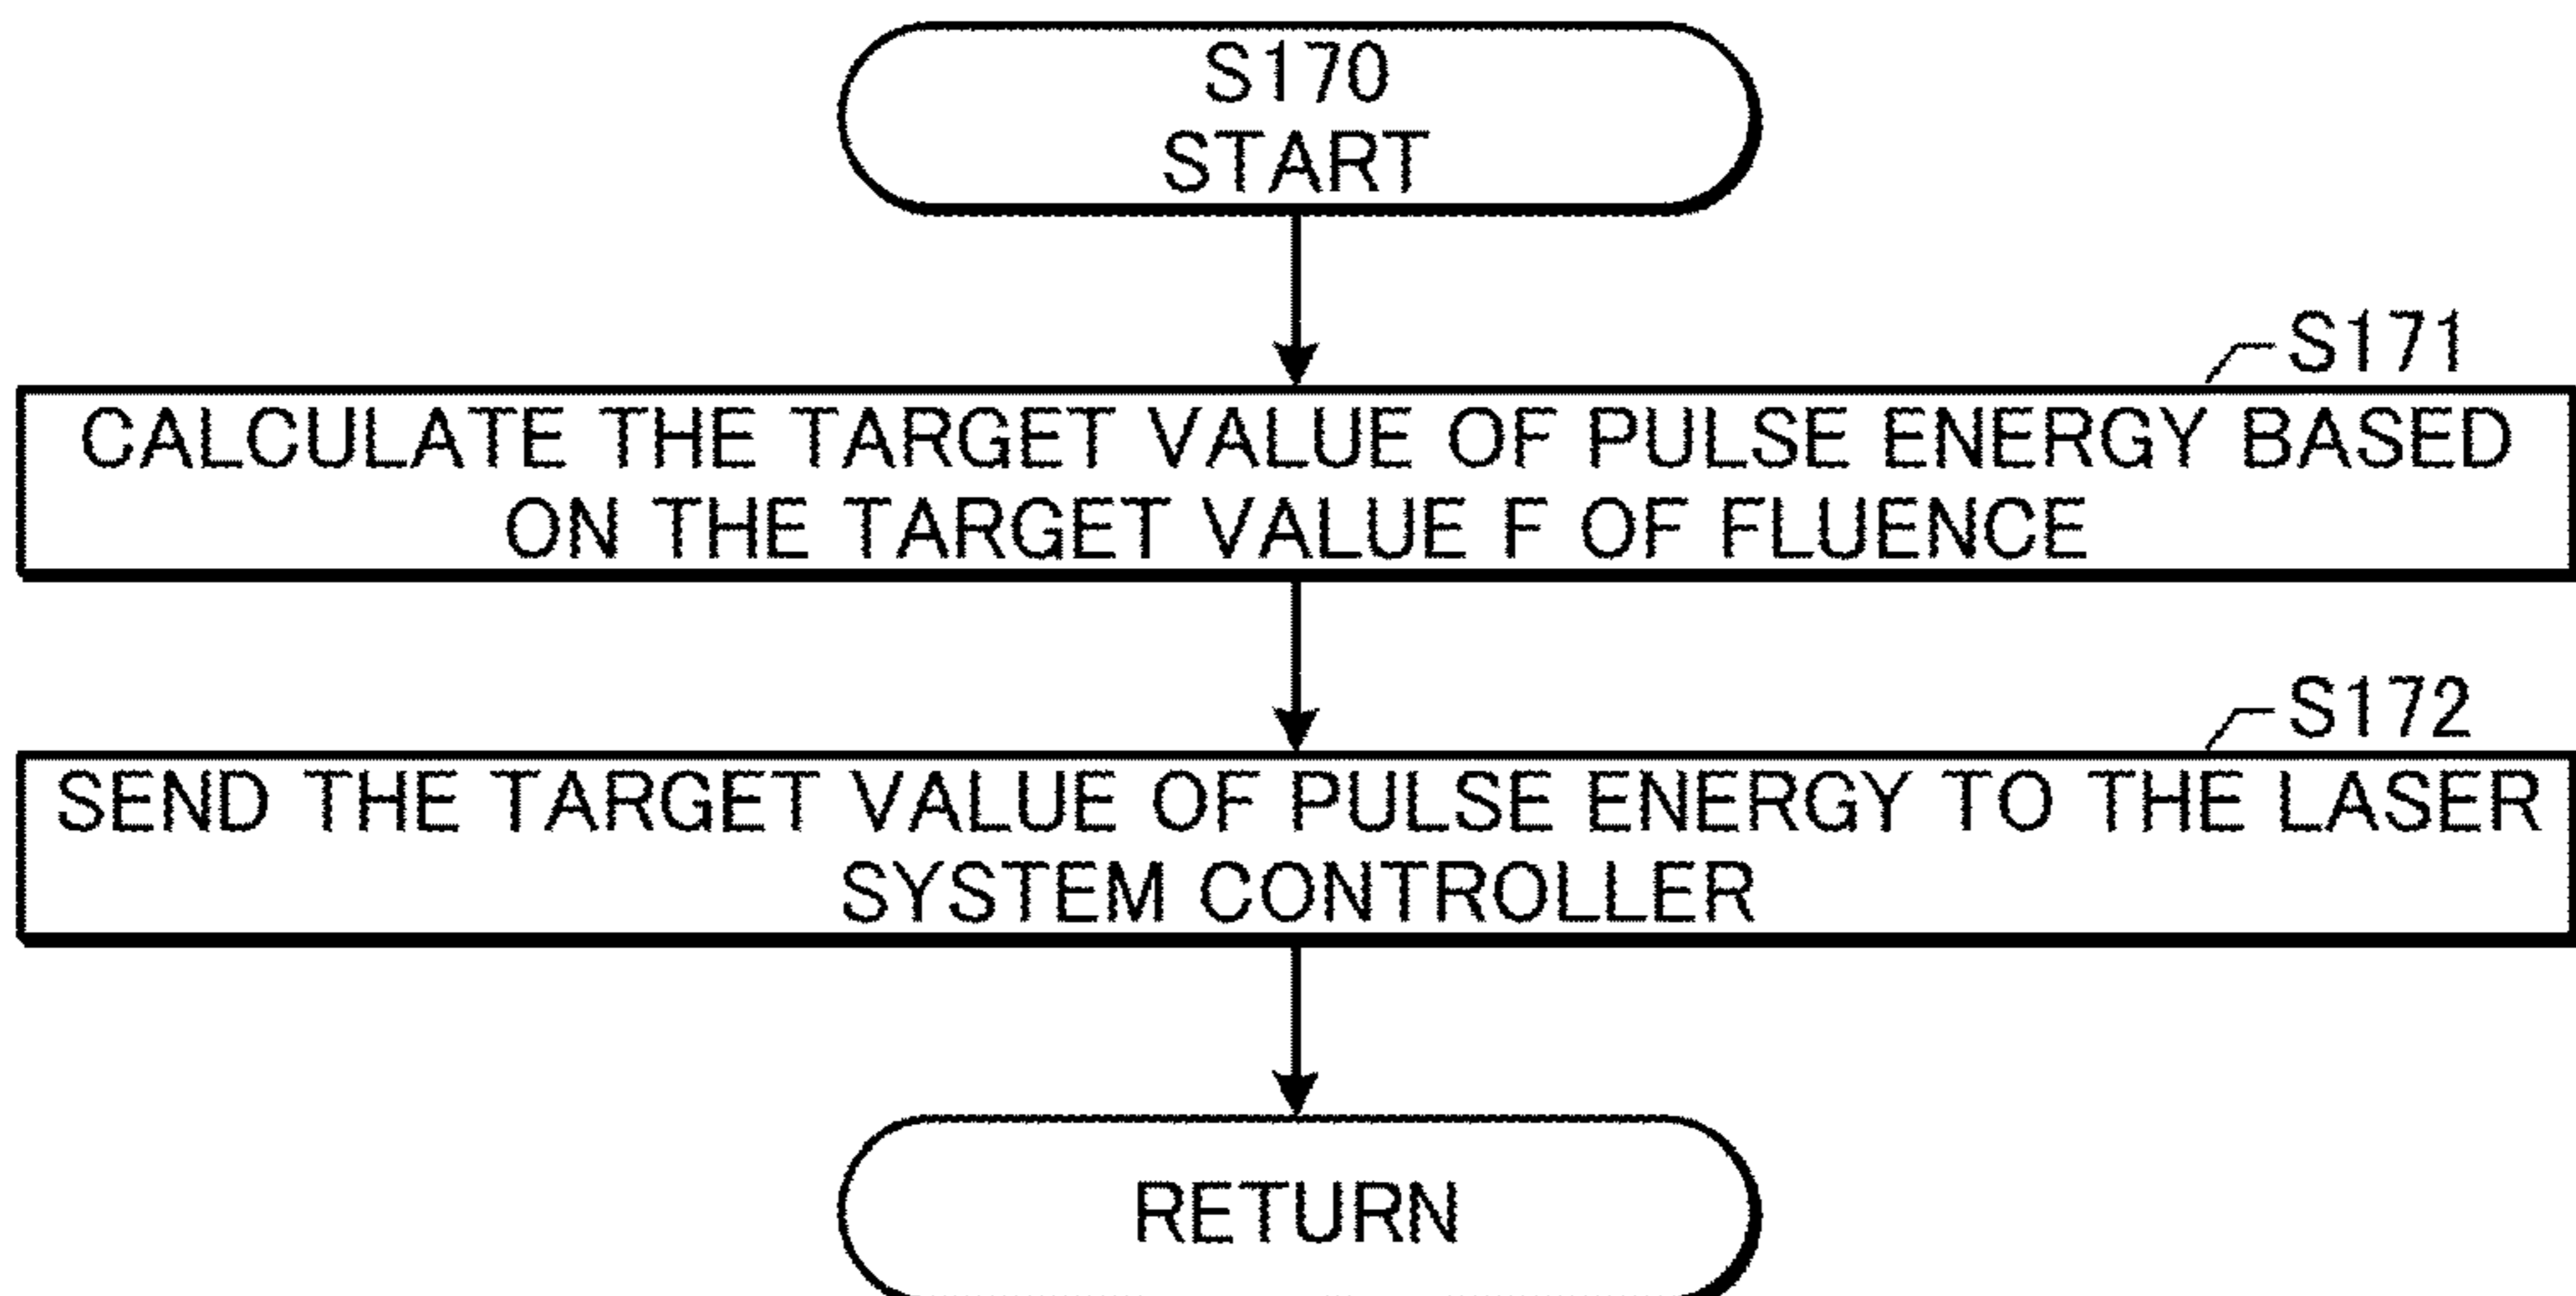 S170
START
S171
CALCULATE THE TARGET VALUE OF PULSE ENERGY BASED
ON THE TARGET VALUE F OF FLUENCE
S172
SEND THE TARGET VALUE OF PULSE ENERGY TO THE LASER
SYSTEM CONTROLLER
RETURN